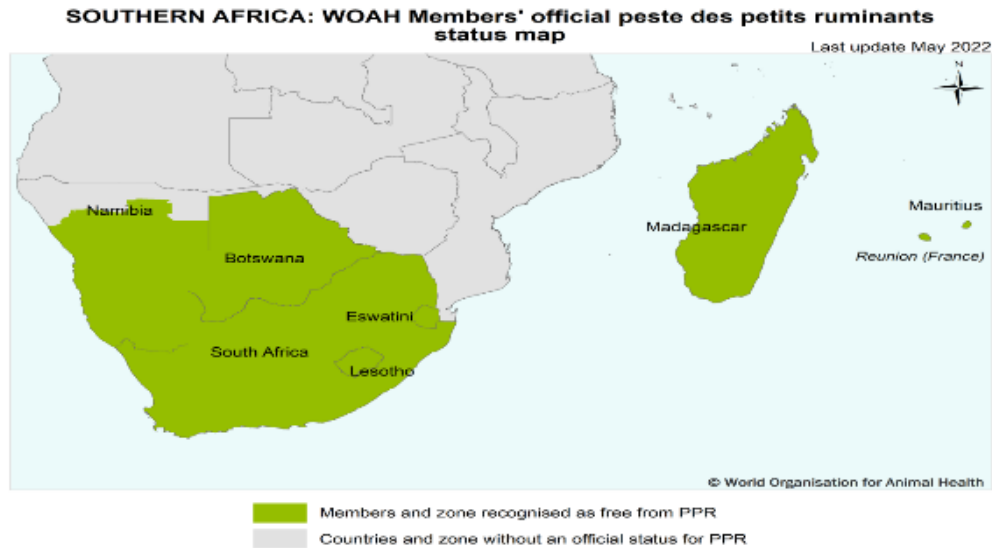 SOUTHERN AFRICA: WOAH Members' official peste des petits ruminants
status map
Last update May 2022
N
Namibia
Botswana
Madagascar
Mauritius
Reunion (France)
Eswatini
South Africa
Lesotho
© World Organisation for Animal Health
Members and zone recognised as free from PPR
Countries and zone without an official status for PPR